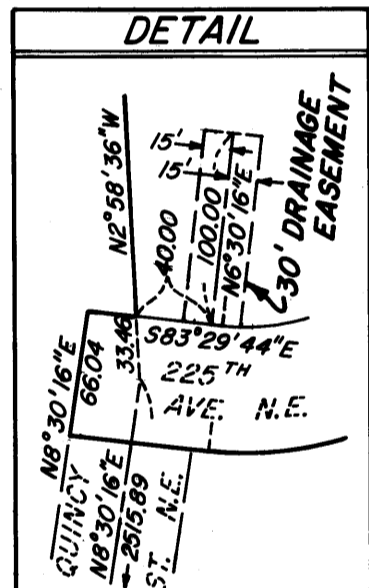 DETAIL
N2°58'36"W
15'
15'
40.00
100.00
N6°30'16"E
30' DRAINAGE
EASEMENT
S83°29'44"E
33.46
66.04
N8°30'16"E
225TH
AVE. N.E.
QUINCY
ST. N.E.
N8°30'16"E
2515.89